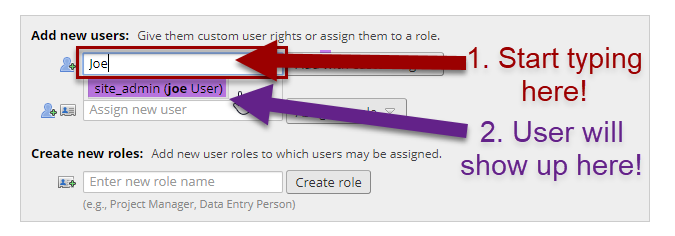 Add new users: Give them custom user rights or assign them to a role.
Joe
1. Start typing
here!
site_admin (joe User)
Assign new user
2. User will
show up here!
Create new roles: Add new user roles to which users may be assigned.
Enter new role name
Create role
(e.g., Project Manager, Data Entry Person)